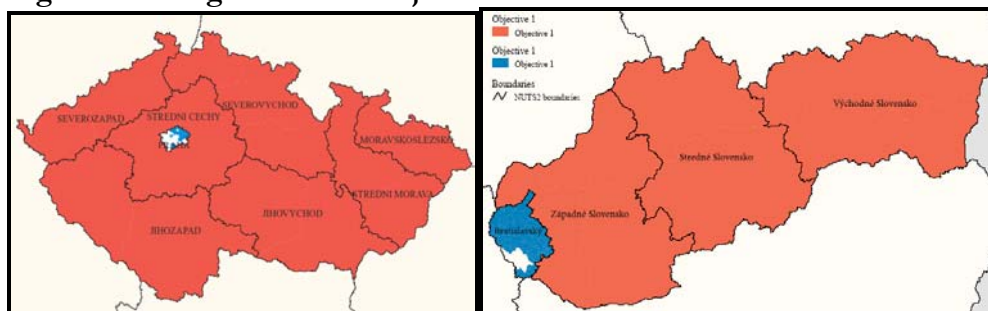 Objective 1
Objective 1
Objective 1
Objective 1
Boundaries
NUTS2 boundaries
SEVEROZAPAD
STREDNI CECHY
SEVEROVYCHOD
MORAVSKOSLEZSKO
STREDNI MORAVA
JIHOVYCHOD
JIHOZAPAD
Východné Slovensko
Stredné Slovensko
Západné Slovensko
Bratislavský